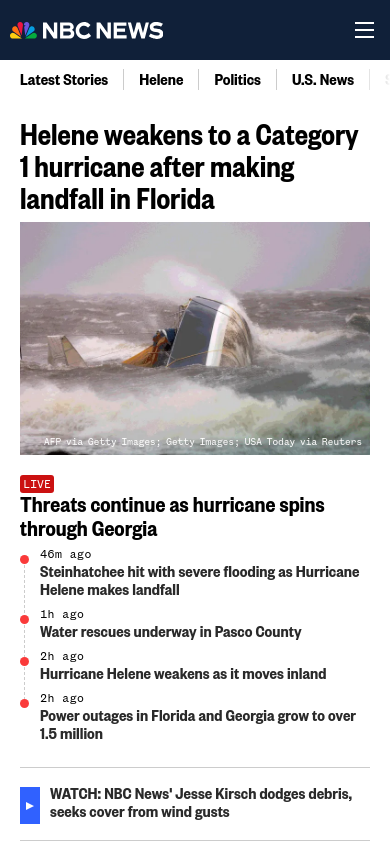 NBC NEWS
Latest Stories
Helene
Politics
U.S. News
Helene weakens to a Category
1 hurricane after making
landfall in Florida
AFP via Getty Images; Getty Images; USA Today via Reuters
LIVE
Threats continue as hurricane spins
through Georgia
46m ago
Steinhatchee hit with severe flooding as Hurricane
Helene makes landfall
1h ago
Water rescues underway in Pasco County
2h ago
Hurricane Helene weakens as it moves inland
2h ago
Power outages in Florida and Georgia grow to over
1.5 million
WATCH: NBC News' Jesse Kirsch dodges debris,
seeks cover from wind gusts